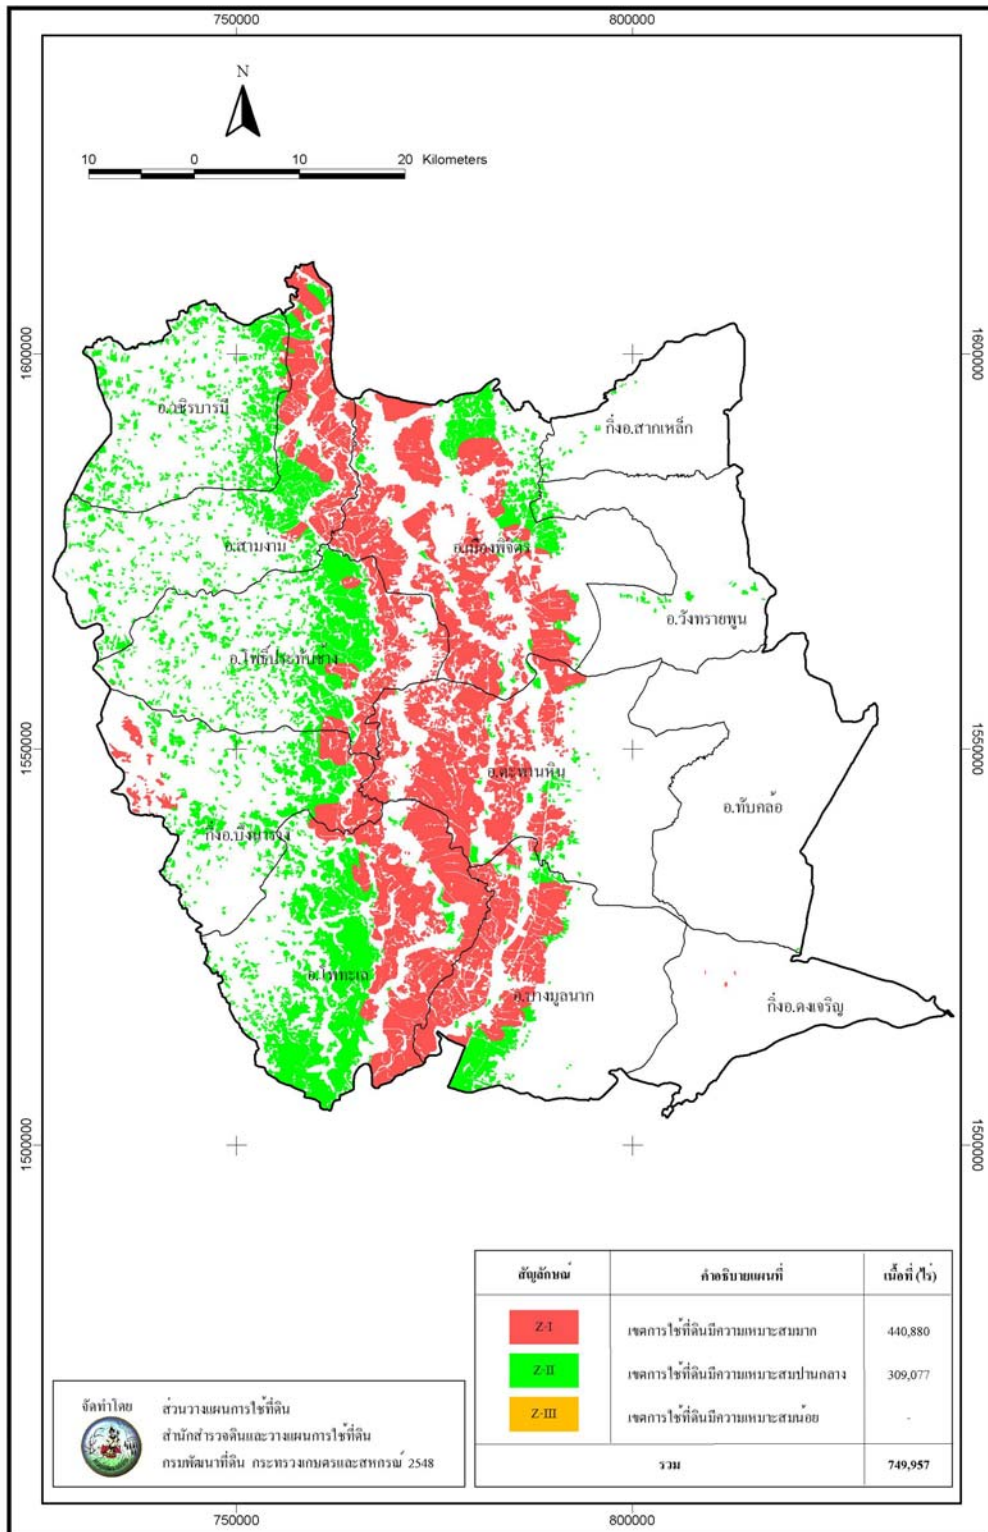 750000
800000
N
10
0
10
20
Kilometers
1600000
1600000
อ.วชิรบารมี
กิ่งอ.สากเหล็ก
อ.สามงาม
อ.เมืองพิจิตร
อ.วังทรายพูน
อ.โพธิ์ประทับช้าง
1550000
1550000
อ.ตะพานหิน
อ.ทับคล้อ
กิ่งอ.บึงนาราง
อ.โพทะเล
อ.บางมูลนาก
กิ่งอ.ดงเจริญ
1500000
1500000
สัญลักษณ์ คำอธิบายแผนที่ เนื้อที่ (ไร่)
Z-I เขตการใช้ที่ดินมีความเหมาะสมมาก 440,880
Z-II เขตการใช้ที่ดินมีความเหมาะสมปานกลาง 309,077
Z-III เขตการใช้ที่ดินมีความเหมาะสมน้อย -
รวม 749,957
จัดทำโดย ส่วนวางแผนการใช้ที่ดิน
สำนักสำรวจดินและวางแผนการใช้ที่ดิน
กรมพัฒนาที่ดิน กระทรวงเกษตรและสหกรณ์ 2548
750000
800000